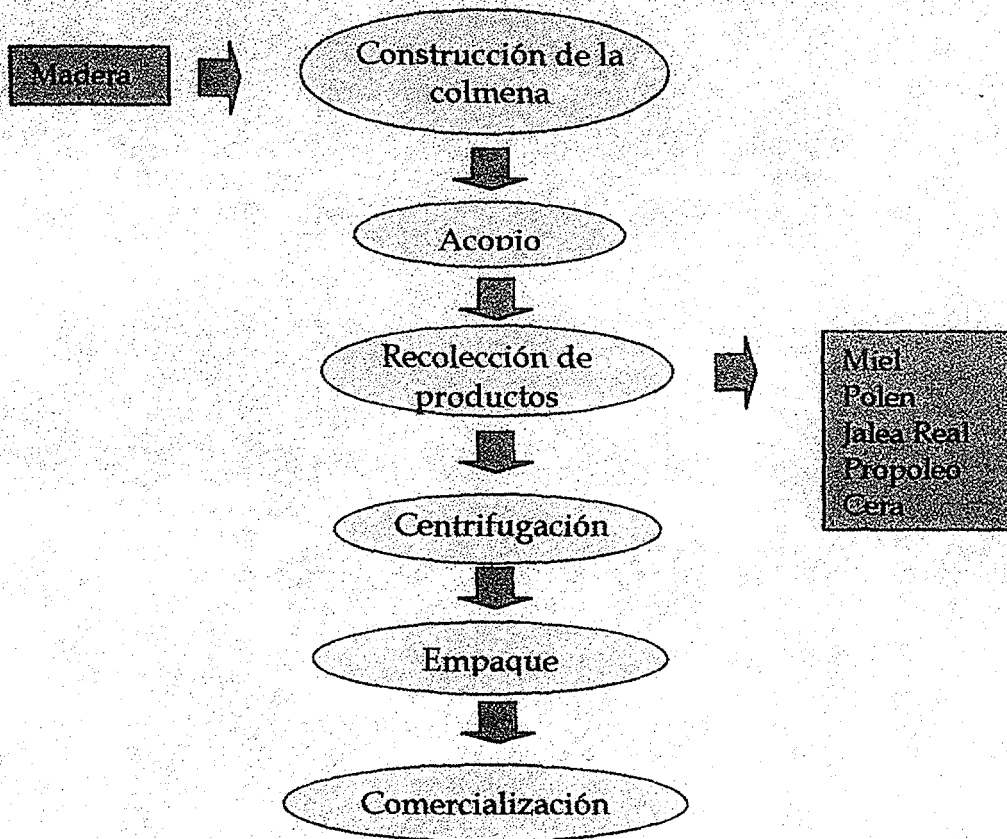 Madera
Construcción de la
colmena
Acopio
Recolección de
productos
Miel
Polen
Jalea Real
Propoleo
Cera
Centrifugación
Empaque
Comercialización